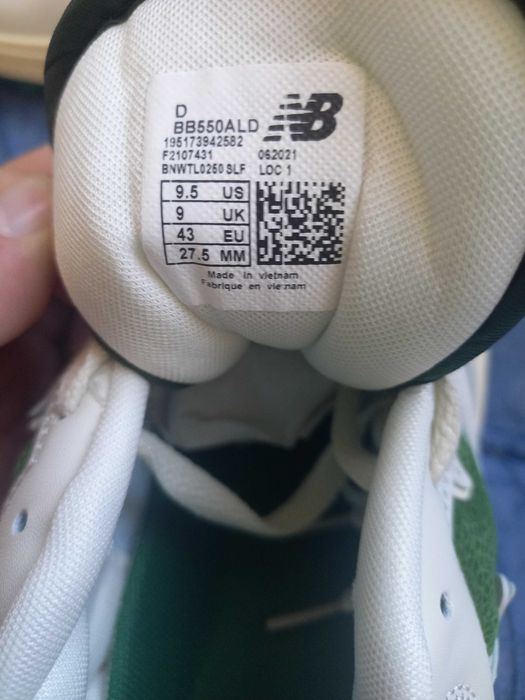 NB
D
BB550ALD
195173942582
F2107431 062021
BNWTL0250 SLF LOC 1
9.5 US
9 UK
43 EU
27.5 MM
Made in vietnam
Fabrique en vietnam